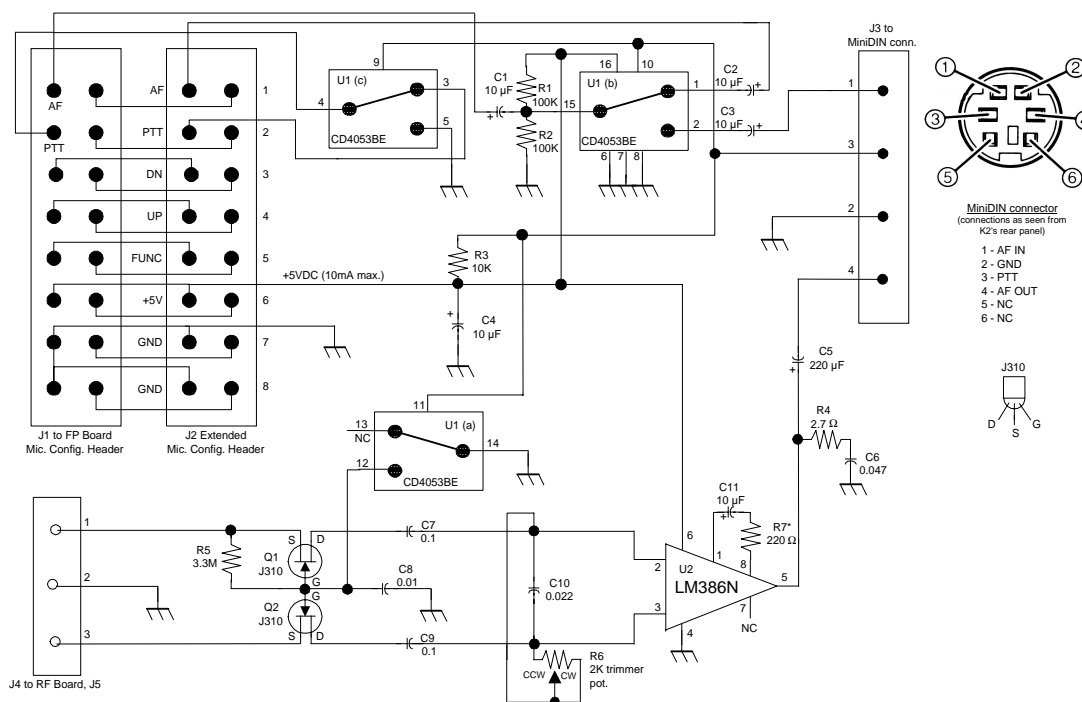 J3 to
MiniDIN conn.
9
U1 (c)
4
3
5
CD4053BE
C1
10 µF
+
R1
100K
R2
100K
15
16
10
U1 (b)
1
2
CD4053BE
6
7
8
C2
10 µF
+
C3
10 µF
+
1
3
2
4
1
2
3
4
5
6
MiniDIN connector
(connections as seen from
K2's rear panel)
1 - AF IN
2 - GND
3 - PTT
4 - AF OUT
5 - NC
6 - NC
J310
D
S
G
AF
PTT
AF
1
PTT
2
DN
3
UP
4
FUNC
5
+5V
6
GND
7
GND
8
J1 to FP Board
Mic. Config. Header
J2 Extended
Mic. Config. Header
+5VDC (10mA max.)
R3
10K
+
C4
10 µF
11
13
NC
12
U1 (a)
14
CD4053BE
C5
220 µF
+
R4
2.7 Ω
C6
0.047
1
2
3
J4 to RF Board, J5
R5
3.3M
S
D
Q1
J310
G
G
Q2
J310
S
D
C7
0.1
C8
0.01
C9
0.1
C10
0.022
CCW
CW
R6
2K trimmer
pot.
C11
10 µF
+
R7*
220 Ω
6
1
8
2
U2
LM386N
5
3
7
NC
4